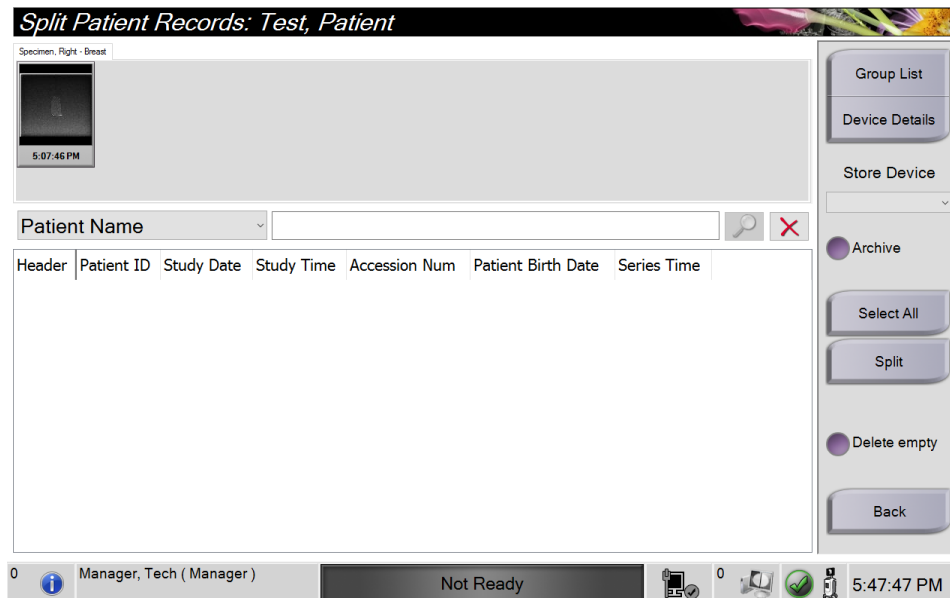 Split Patient Records: Test, Patient
Specimen, Right - Breast
5:07:46 PM
Group List
Device Details
Store Device
Archive
Select All
Split
Delete empty
Back
Patient Name
Header Patient ID Study Date Study Time Accession Num Patient Birth Date Series Time
0 Manager, Tech ( Manager ) Not Ready 0 5:47:47 PM